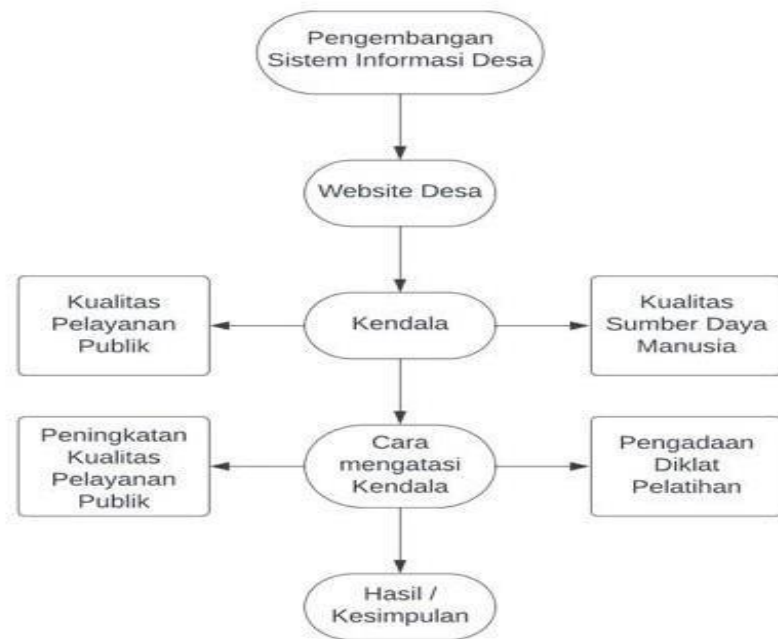 Pengembangan
Sistem Informasi Desa
Website Desa
Kualitas
Pelayanan
Publik
Kendala
Kualitas
Sumber Daya
Manusia
Peningkatan
Kualitas
Pelayanan
Publik
Cara
mengatasi
Kendala
Pengadaan
Diklat
Pelatihan
Hasil /
Kesimpulan